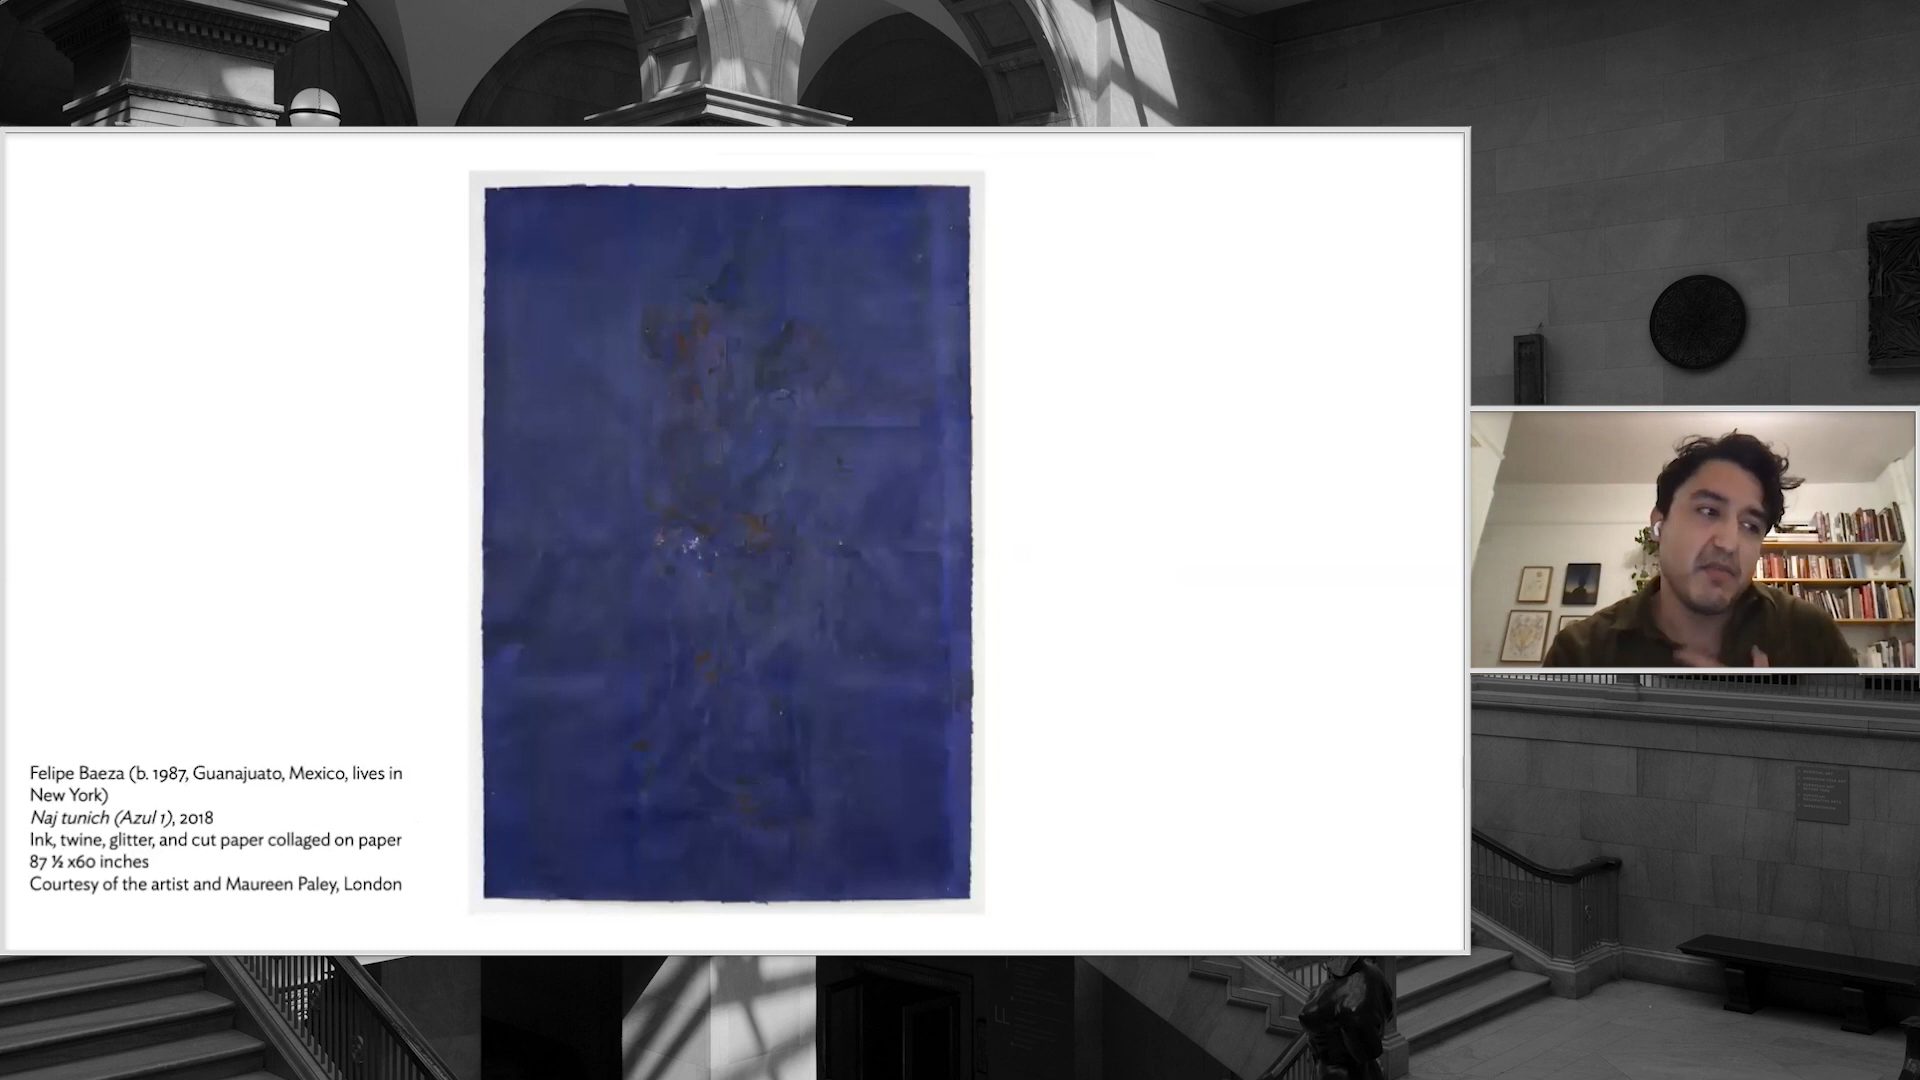 Felipe Baeza (b. 1987, Guanajuato, Mexico, lives in
New York)
Naj tunich (Azul 1), 2018
Ink, twine, glitter, and cut paper collaged on paper
87 ½ x60 inches
Courtesy of the artist and Maureen Paley, London